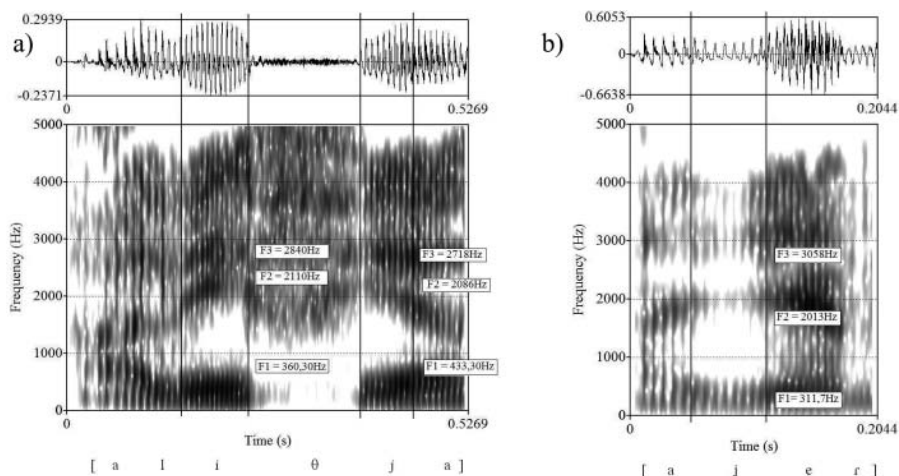 a)
0.2939
0
-0.2371
0
0.5269
5000
4000
3000
2000
1000
0
Frequency (Hz)
F3 = 2840Hz
F2 = 2110Hz
F1 = 360,30Hz
F3 = 2718Hz
F2 = 2086Hz
F1 = 433,30Hz
0
0.5269
Time (s)
[ a l i θ j a ]
b)
0.6053
0
-0.6638
0
0.2044
5000
4000
3000
2000
1000
0
Frequency (Hz)
F3 = 3058Hz
F2 = 2013Hz
F1= 311,7Hz
0
0.2044
Time (s)
[ a j e ɾ ]